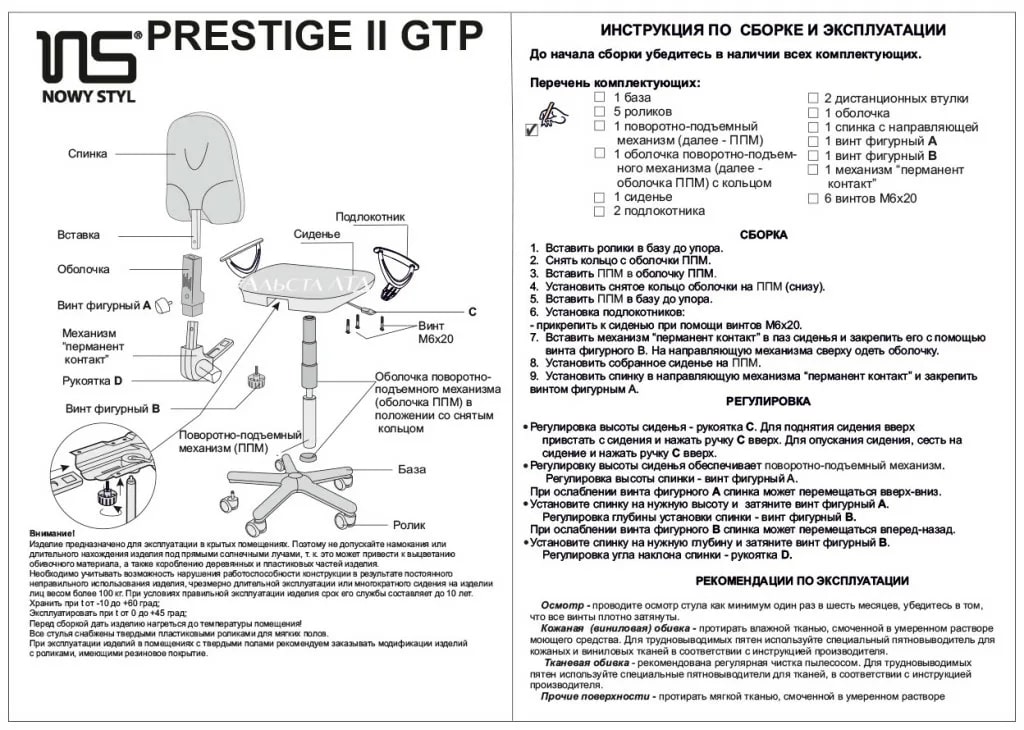 NS® PRESTIGE II GTP
NOWY STYL
Спинка
Подлокотник
Сиденье
Вставка
Оболочка
АЛЬСТА ЛТД
Винт фигурный A
C
Винт
M6x20
Механизм
"перманент
контакт"
Рукоятка D
Оболочка поворотно-
подъемного механизма
(оболочка ППМ) в
положении со снятым
кольцом
Винт фигурный B
Поворотно-подъемный
механизм (ППМ)
База
Ролик
Внимание!
Изделие предназначено для эксплуатации в крытых помещениях. Поэтому не допускайте намокания или
длительного нахождения изделия под прямыми солнечными лучами, т. к. это может привести к выцветанию
обивочного материала, а также короблению деревянных и пластиковых частей изделия.
Необходимо учитывать возможность нарушения работоспособности конструкции в результате постоянного
неправильного использования изделия, чрезмерно длительной эксплуатации или многократного сидения на изделии
лиц весом более 100 кг. При условиях правильной эксплуатации изделия срок его службы составляет до 10 лет.
Хранить при t от -10 до +60 град;
Эксплуатировать при t от 0 до +45 град;
Перед сборкой дать изделию нагреться до температуры помещения!
Все стулья снабжены твердыми пластиковыми роликами для мягких полов.
При эксплуатации изделий в помещениях с твердыми полами рекомендуем заказывать модификации изделий
с роликами, имеющими резиновое покрытие.
ИНСТРУКЦИЯ ПО СБОРКЕ И ЭКСПЛУАТАЦИИ
До начала сборки убедитесь в наличии всех комплектующих.
Перечень комплектующих:
1 база
5 роликов
1 поворотно-подъемный
механизм (далее - ППМ)
1 оболочка поворотно-подъем-
ного механизма (далее -
оболочка ППМ) с кольцом
1 сиденье
2 подлокотника
2 дистанционных втулки
1 оболочка
1 спинка с направляющей
1 винт фигурный A
1 винт фигурный B
1 механизм "перманент
контакт"
6 винтов M6x20
СБОРКА
1. Вставить ролики в базу до упора.
2. Снять кольцо с оболочки ППМ.
3. Вставить ППМ в оболочку ППМ.
4. Установить снятое кольцо оболочки на ППМ (снизу).
5. Вставить ППМ в базу до упора.
6. Установка подлокотников:
- прикрепить к сиденью при помощи винтов M6x20.
7. Вставить механизм "перманент контакт" в паз сиденья и закрепить его с помощью
винта фигурного B. На направляющую механизма сверху одеть оболочку.
8. Установить собранное сиденье на ППМ.
9. Установить спинку в направляющую механизма "перманент контакт" и закрепить
винтом фигурным A.
РЕГУЛИРОВКА
• Регулировку высоты сиденья - рукоятка C. Для поднятия сидения вверх
привстать с сидения и нажать ручку C вверх. Для опускания сидения, сесть на
сидение и нажать ручку C вверх.
• Регулировку высоты сиденья обеспечивает поворотно-подъемный механизм.
Регулировка высоты спинки - винт фигурный A.
При ослаблении винта фигурного A спинка может перемещаться вверх-вниз.
• Установите спинку на нужную высоту и затяните винт фигурный A.
Регулировка глубины установки спинки - винт фигурный B.
При ослаблении винта фигурного B спинка может перемещаться вперед-назад.
• Установите спинку на нужную глубину и затяните винт фигурный B.
Регулировка угла наклона спинки - рукоятка D.
РЕКОМЕНДАЦИИ ПО ЭКСПЛУАТАЦИИ
Осмотр - проводите осмотр стула как минимум один раз в шесть месяцев, убедитесь в том,
что все винты плотно затянуты.
Кожаная (виниловая) обивка - протирать влажной тканью, смоченной в умеренном растворе
моющего средства. Для трудновыводимых пятен используйте специальный пятновыводитель для
кожаных и виниловых тканей в соответствии с инструкцией производителя.
Тканевая обивка - рекомендована регулярная чистка пылесосом. Для трудновыводимых
пятен используйте специальные пятновыводители для тканей, в соответствии с инструкцией
производителя.
Прочие поверхности - протирать мягкой тканью, смоченной в умеренном растворе